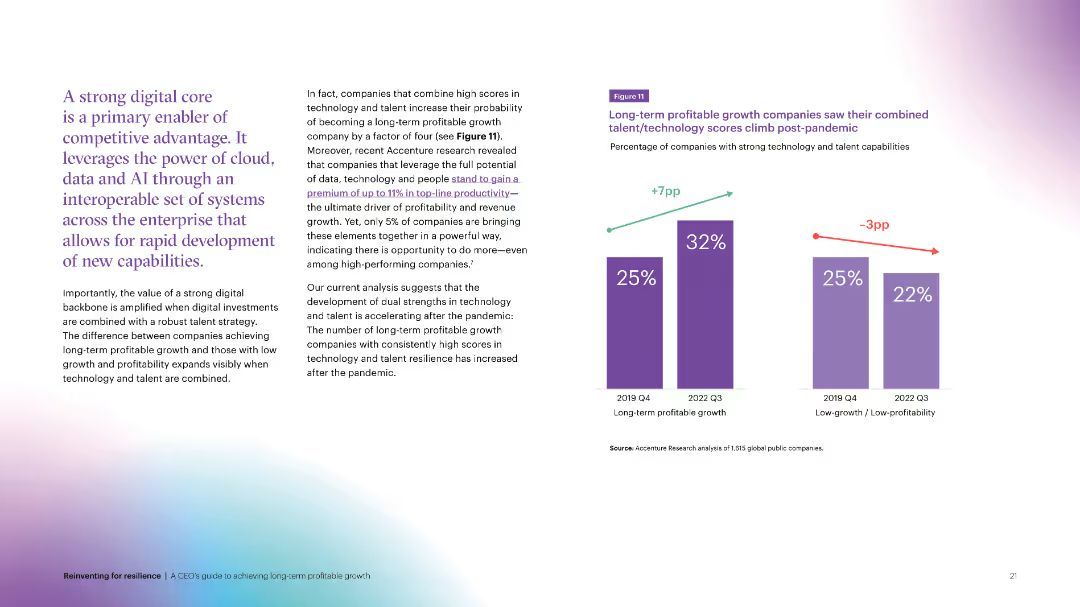 A strong digital core
is a primary enabler of
competitive advantage. It
leverages the power of cloud,
data and AI through an
interoperable set of systems
across the enterprise that
allows for rapid development
of new capabilities.
Importantly, the value of a strong digital
backbone is amplified when digital investments
are combined with a robust talent strategy.
The difference between companies achieving
long-term profitable growth and those with low
growth and profitability expands visibly when
technology and talent are combined.
In fact, companies that combine high scores in
technology and talent increase their probability
of becoming a long-term profitable growth
company by a factor of four (see Figure 11).
Moreover, recent Accenture research revealed
that companies that leverage the full potential
of data, technology and people stand to gain a
premium of up to 11% in top-line productivity—
the ultimate driver of profitability and revenue
growth. Yet, only 5% of companies are bringing
these elements together in a powerful way,
indicating there is opportunity to do more—even
among high-performing companies.⁷
Our current analysis suggests that the
development of dual strengths in technology
and talent is accelerating after the pandemic:
The number of long-term profitable growth
companies with consistently high scores in
technology and talent resilience has increased
after the pandemic.
Figure 11
Long-term profitable growth companies saw their combined
talent/technology scores climb post-pandemic
Percentage of companies with strong technology and talent capabilities
+7pp
25%
32%
2019 Q4
2022 Q3
Long-term profitable growth
–3pp
25%
22%
2019 Q4
2022 Q3
Low-growth / Low-profitability
Source: Accenture Research analysis of 1,615 global public companies.
Reinventing for resilience | A CEO's guide to achieving long-term profitable growth
21